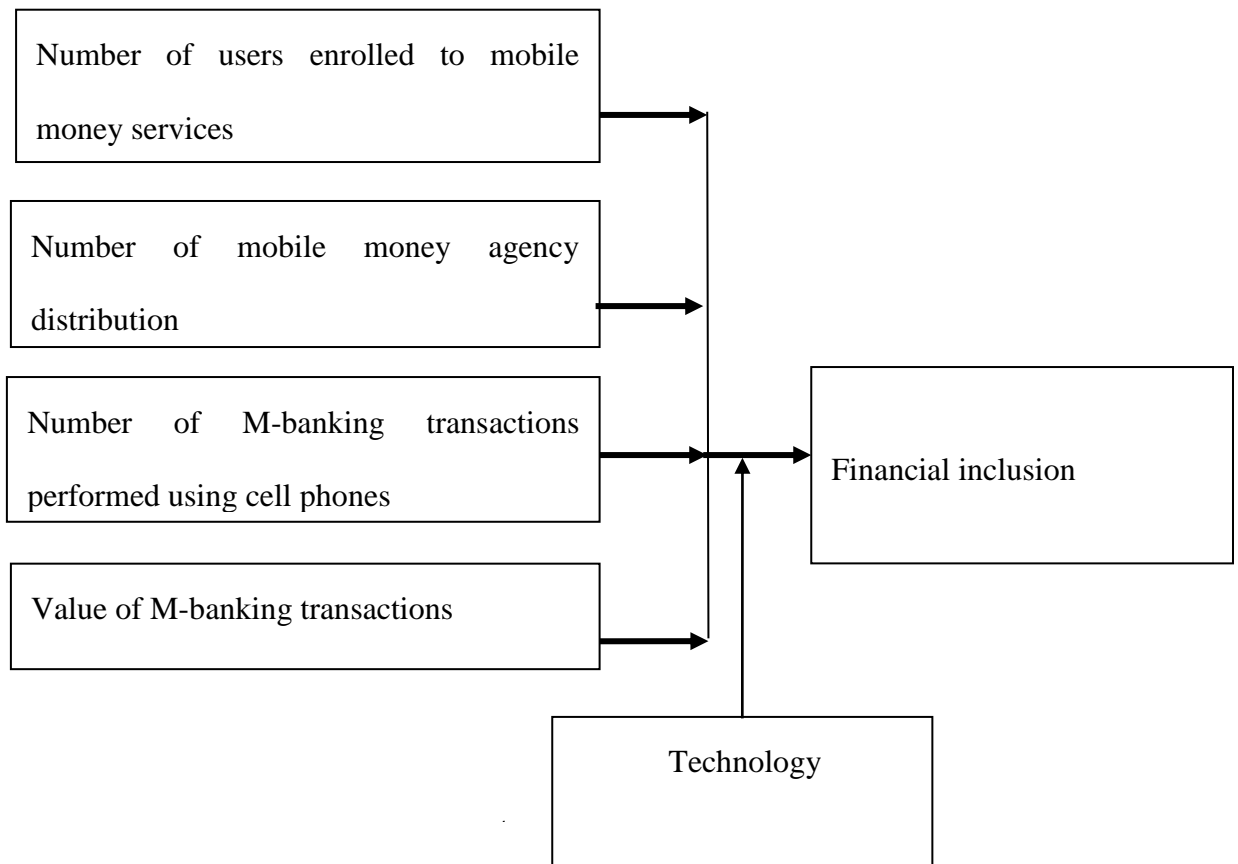 Number of users enrolled to mobile
money services
Number of mobile money agency
distribution
Number of M-banking transactions
performed using cell phones
Financial inclusion
Value of M-banking transactions
Technology